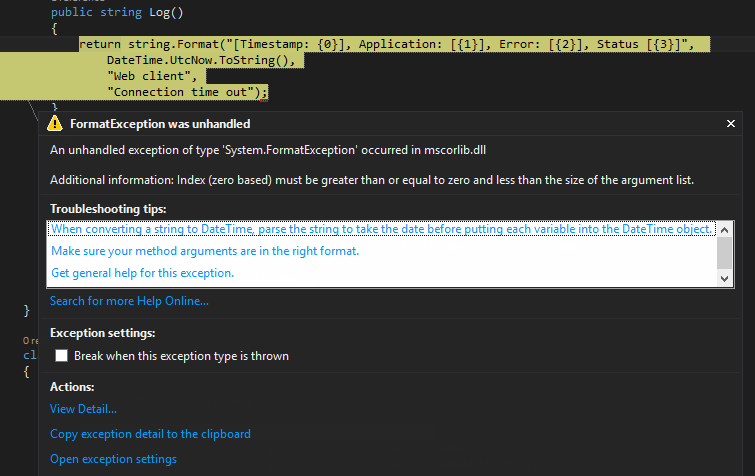 public string Log()
{
return string.Format("[Timestamp: {0}], Application: [{1}], Error: [{2}], Status [{3}]",
DateTime.UtcNow.ToString(),
"Web client",
"Connection time out");
}
FormatException was unhandled
An unhandled exception of type 'System.FormatException' occurred in mscorlib.dll
Additional information: Index (zero based) must be greater than or equal to zero and less than the size of the argument list.
Troubleshooting tips:
When converting a string to DateTime, parse the string to take the date before putting each variable into the DateTime object.
Make sure your method arguments are in the right format.
Get general help for this exception.
Search for more Help Online...
}
Exception settings:
0 re
Break when this exception type is thrown
cla
{
Actions:
View Detail...
Copy exception detail to the clipboard
Open exception settings